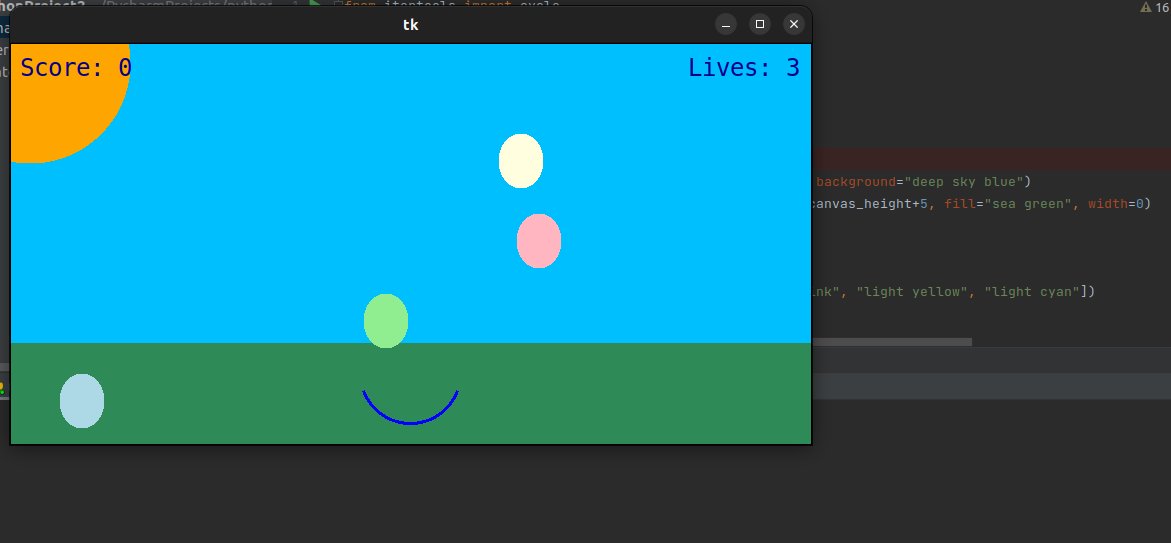 tk
Score: 0
Lives: 3
16
background="deep sky blue")
canvas_height+5, fill="sea green", width=0)
"light yellow", "light cyan"])